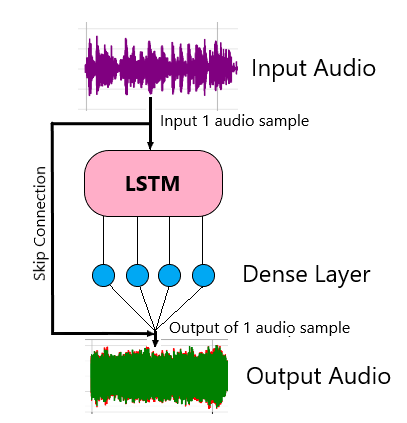 Input Audio
Input 1 audio sample
LSTM
Skip Connection
Dense Layer
Output of 1 audio sample
Output Audio